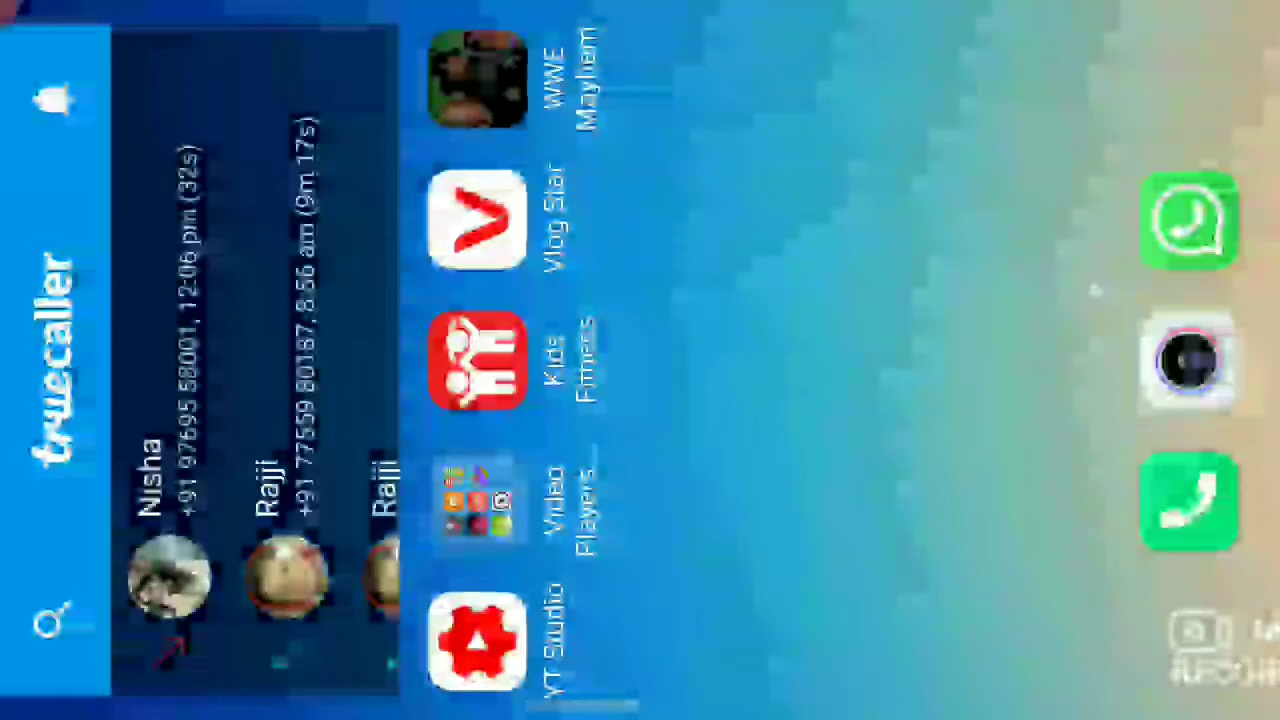 truecaller
Nisha
+91 97695 58001, 12:06 pm (32s)
Rajji
+91 77559 80187, 8:56 am (9m 17s)
Rajji
YT Studio
Video
Players...
Kids
Fitness
Vlog Star
WWE
Mayhem